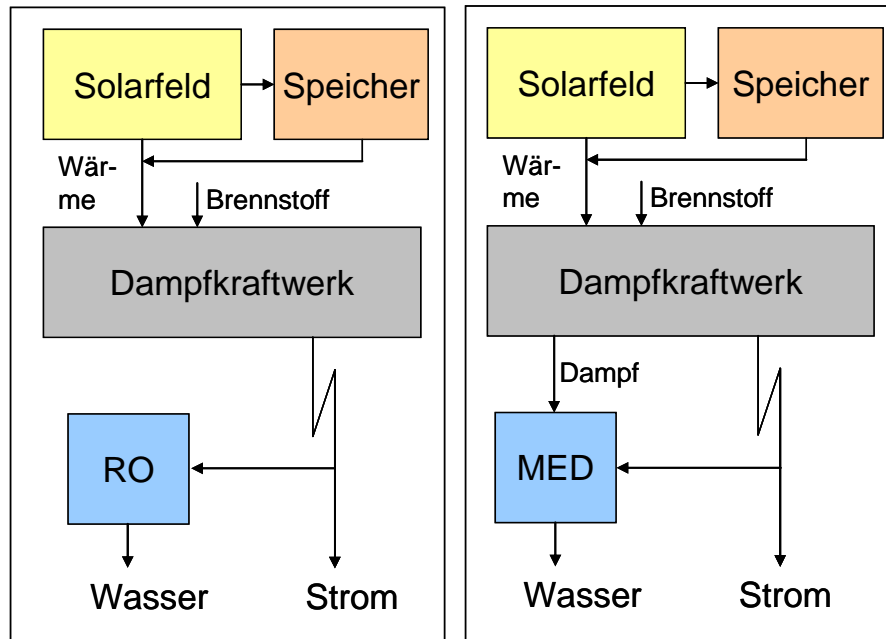 Solarfeld
Speicher
Wär-
me
Brennstoff
Dampfkraftwerk
RO
Wasser
Strom
Solarfeld
Speicher
Wär-
me
Brennstoff
Dampfkraftwerk
Dampf
MED
Wasser
Strom